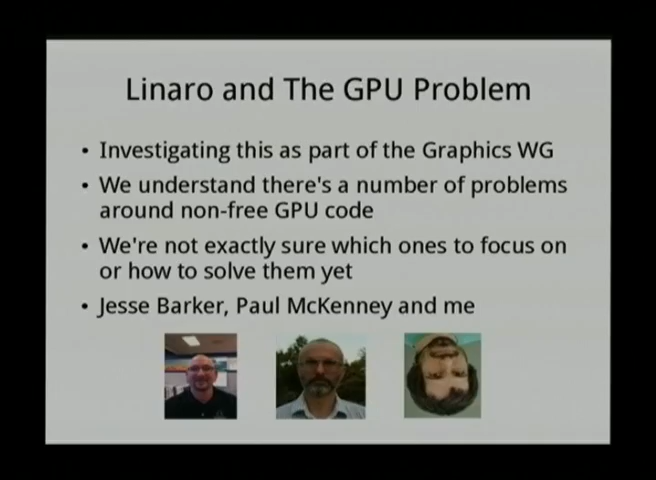 Linaro and The GPU Problem
• Investigating this as part of the Graphics WG
• We understand there's a number of problems
around non-free GPU code
• We're not exactly sure which ones to focus on
or how to solve them yet
• Jesse Barker, Paul McKenney and me